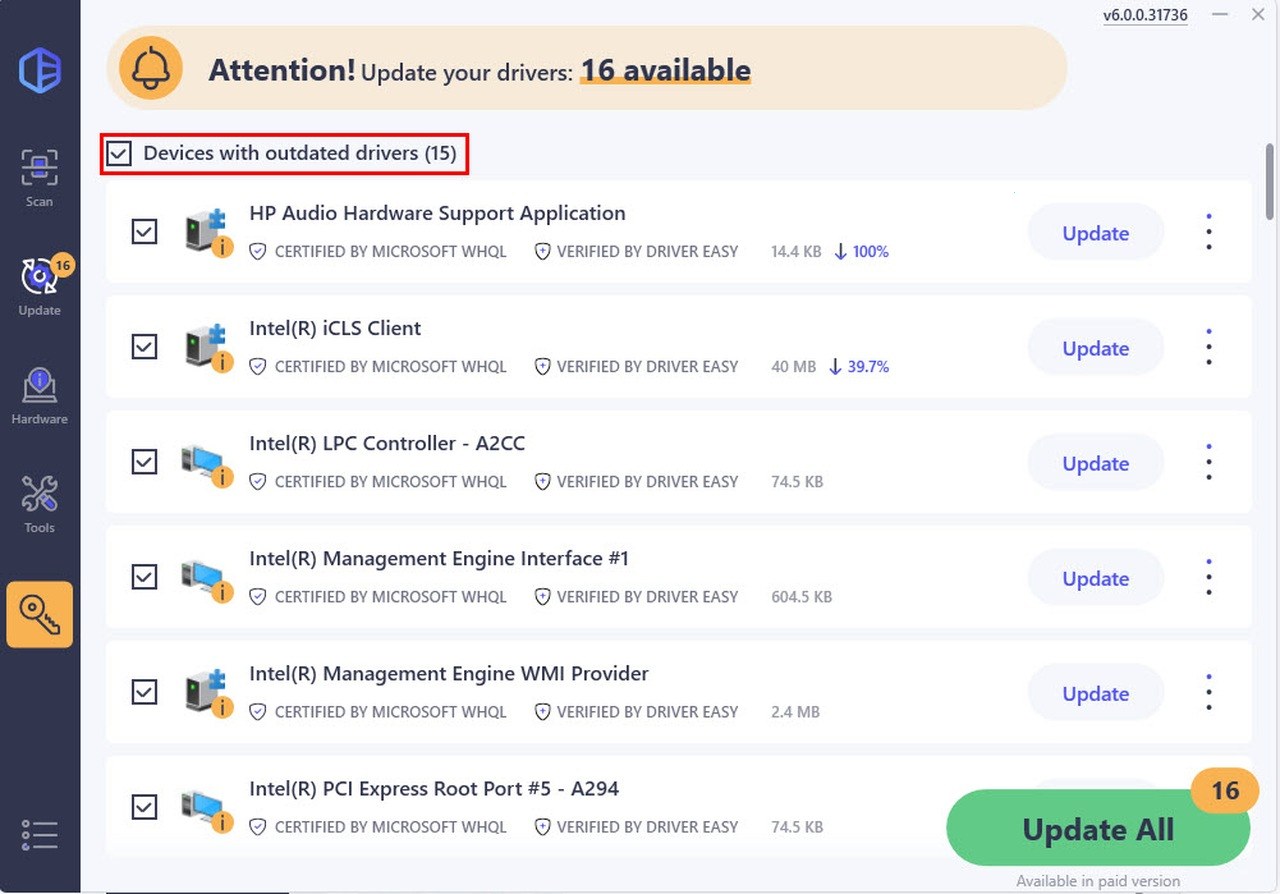 v6.0.0.31736
Attention! Update your drivers: 16 available
Devices with outdated drivers (15)
Scan
HP Audio Hardware Support Application
CERTIFIED BY MICROSOFT WHQL VERIFIED BY DRIVER EASY 14.4 KB ↓ 100%
Update
16
Update
Intel(R) iCLS Client
CERTIFIED BY MICROSOFT WHQL VERIFIED BY DRIVER EASY 40 MB ↓ 39.7%
Update
Hardware
Intel(R) LPC Controller - A2CC
CERTIFIED BY MICROSOFT WHQL VERIFIED BY DRIVER EASY 74.5 KB
Update
Tools
Intel(R) Management Engine Interface #1
CERTIFIED BY MICROSOFT WHQL VERIFIED BY DRIVER EASY 604.5 KB
Update
Intel(R) Management Engine WMI Provider
CERTIFIED BY MICROSOFT WHQL VERIFIED BY DRIVER EASY 2.4 MB
Update
Intel(R) PCI Express Root Port #5 - A294
CERTIFIED BY MICROSOFT WHQL VERIFIED BY DRIVER EASY 74.5 KB
16
Update All
Available in paid version